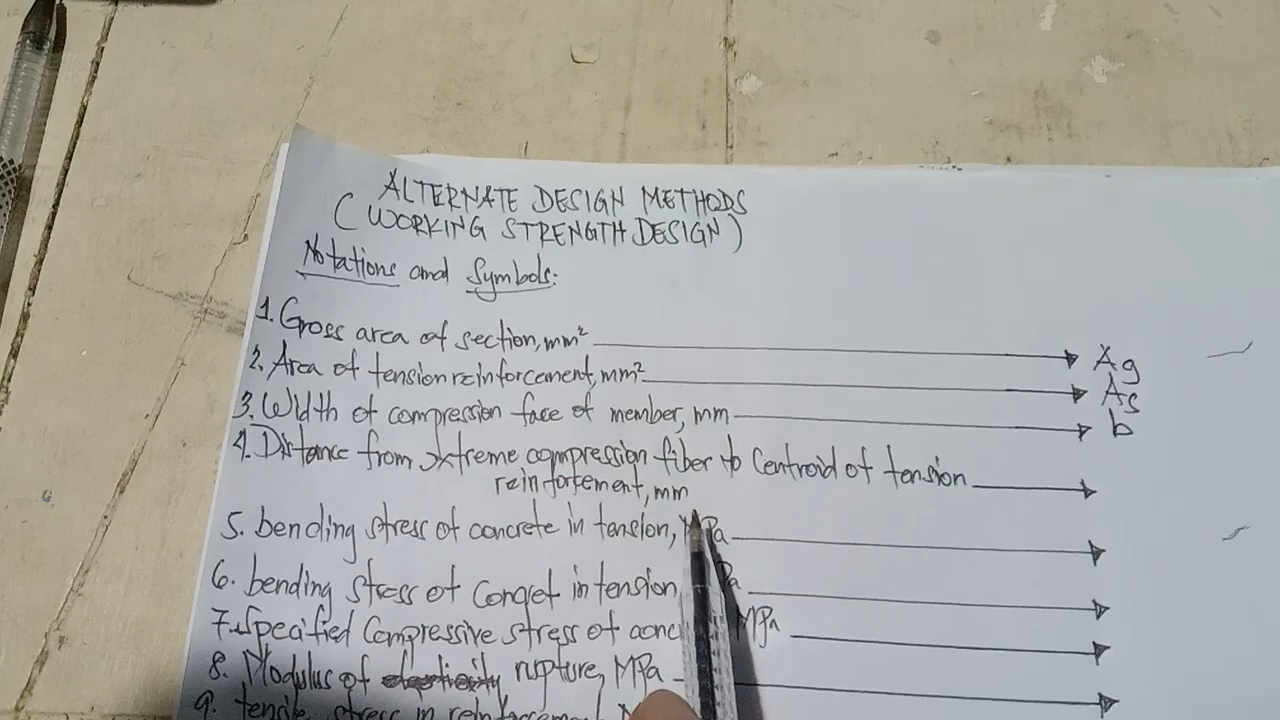 ALTERNATE DESIGN METHODS
(WORKING STRENGTH DESIGN)
Notations and Symbols:
1. Gross area of section, mm² Ag
2. Area of tension reinforcement, mm² As
3. Width of compression face of member, mm b
4. Distance from extreme compression fiber to Centroid of tension
reinforcement, mm
5. bending stress of concrete in tension, MPa
6. bending stress of in tension
7. Specified Compressive stress of MPa
8. Modulus of rupture, MPa
9. tensile stress in reinforcement